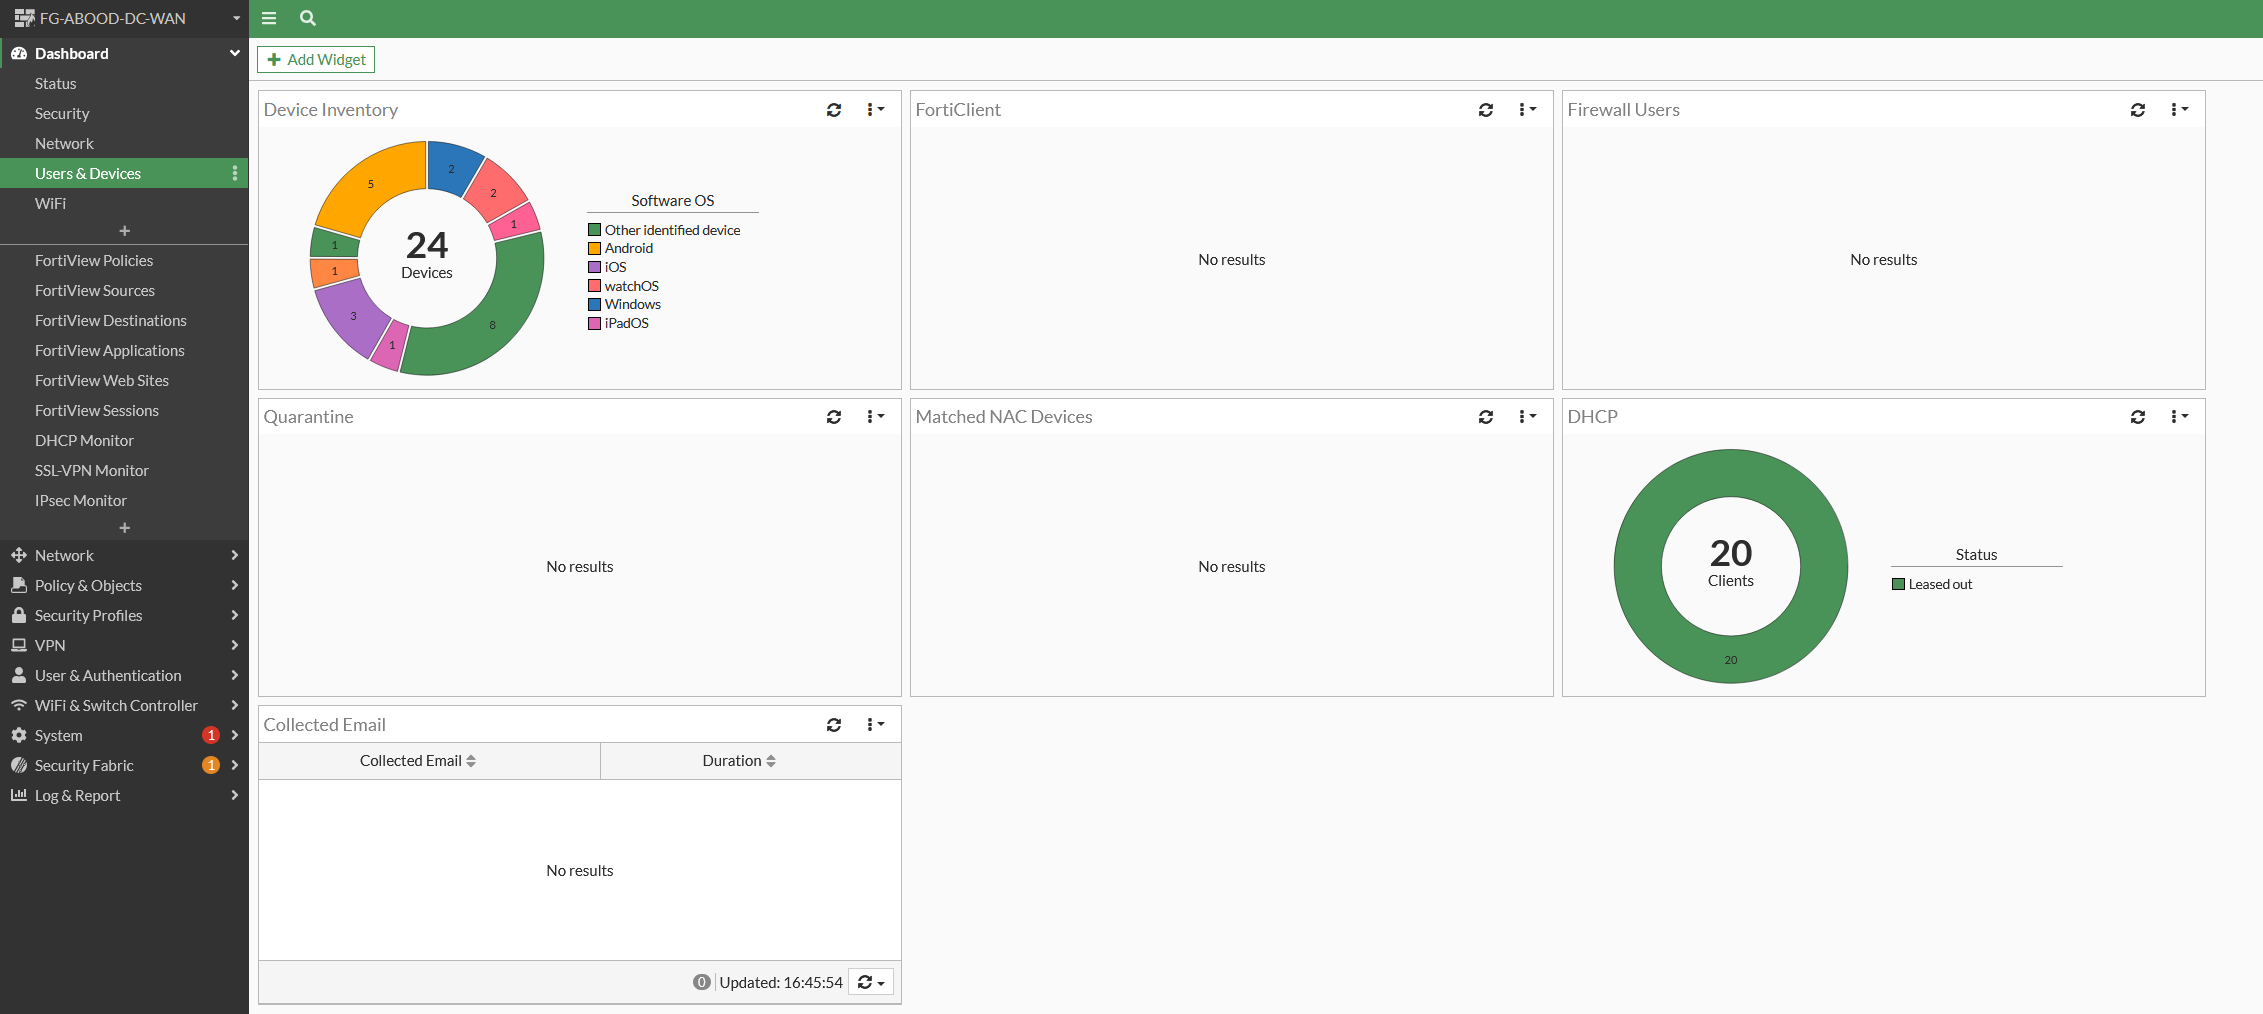 FG-ABOOD-DC-WAN
Dashboard
Status
Security
Network
Users & Devices
WiFi
+
FortiView Policies
FortiView Sources
FortiView Destinations
FortiView Applications
FortiView Web Sites
FortiView Sessions
DHCP Monitor
SSL-VPN Monitor
IPsec Monitor
+
Network
Policy & Objects
Security Profiles
VPN
User & Authentication
WiFi & Switch Controller
System 1
Security Fabric 1
Log & Report
+ Add Widget
Device Inventory
2
2
1
8
1
3
1
1
5
24
Devices
Software OS
Other identified device
Android
iOS
watchOS
Windows
iPadOS
FortiClient
No results
Firewall Users
No results
Quarantine
No results
Matched NAC Devices
No results
DHCP
20
Clients
20
Status
Leased out
Collected Email
Collected Email Duration
No results
0 Updated: 16:45:54